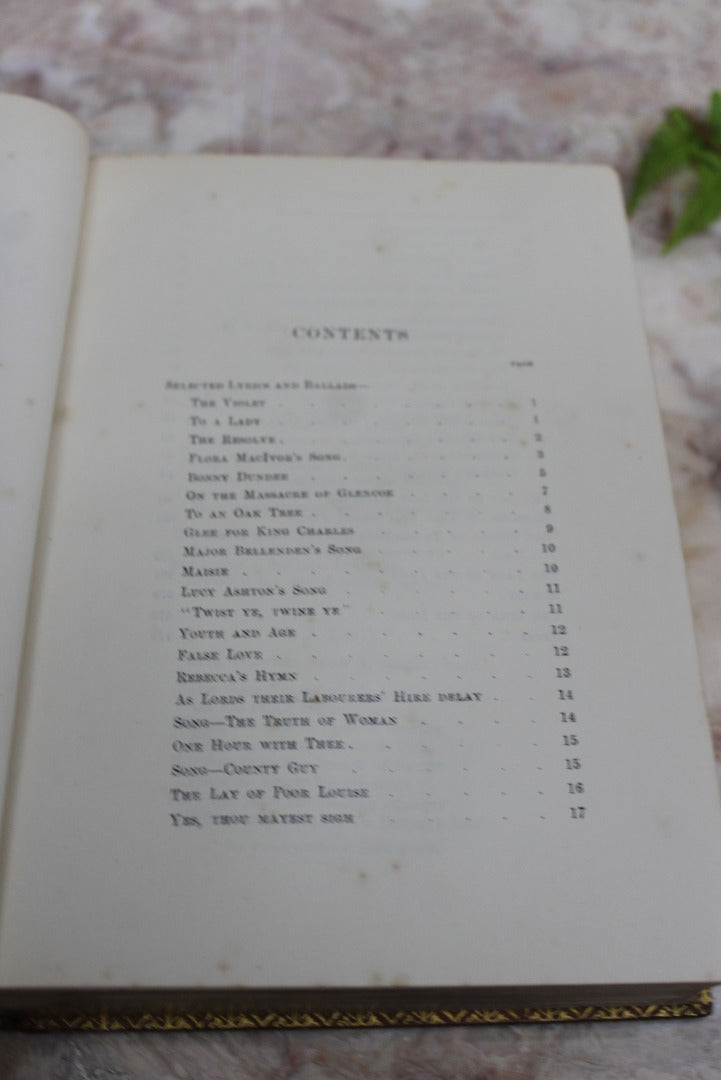 CONTENTS
PAGE
SELECTED LYRICS AND BALLADS—
THE VIOLET . . . . . . . 1
TO A LADY . . . . . . . 1
THE RESOLVE . . . . . . . 2
FLORA MACIVOR'S SONG . . . . . 3
BONNY DUNDEE . . . . . . 5
ON THE MASSACRE OF GLENCOE . . . . 7
TO AN OAK TREE . . . . . . 8
GLEE FOR KING CHARLES . . . . . 9
MAJOR BELLENDEN'S SONG . . . . . 10
MAISIE . . . . . . . . 10
LUCY ASHTON'S SONG . . . . . 11
"TWIST YE, TWINE YE" . . . . . 11
YOUTH AND AGE . . . . . . 12
FALSE LOVE . . . . . . . 12
REBECCA'S HYMN . . . . . . 13
AS LORDS THEIR LABOURERS' HIRE DELAY . . 14
SONG—THE TRUTH OF WOMAN . . . . 14
ONE HOUR WITH THEE . . . . . . 15
SONG—COUNTY GUY . . . . . 15
THE LAY OF POOR LOUISE . . . . . 16
YES, THOU MAYEST SIGH . . . . . 17